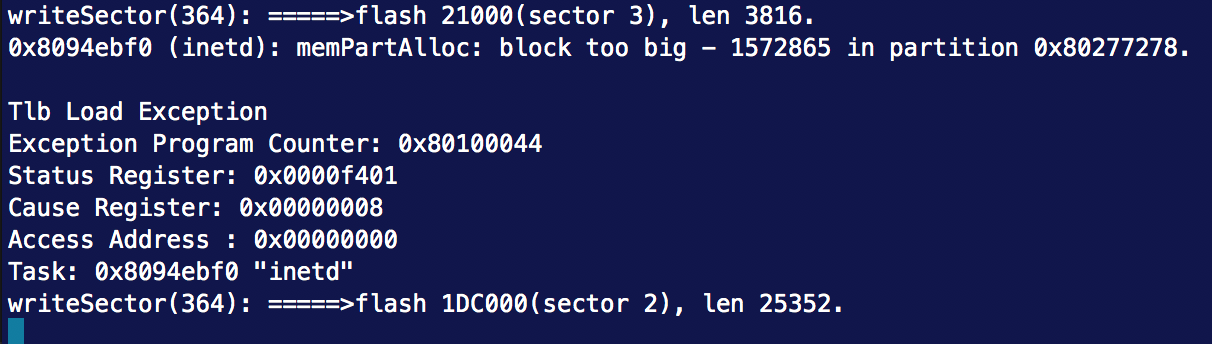 writeSector(364): =====>flash 21000(sector 3), len 3816.
0x8094ebf0 (inetd): memPartAlloc: block too big - 1572865 in partition 0x80277278.
Tlb Load Exception
Exception Program Counter: 0x80100044
Status Register: 0x0000f401
Cause Register: 0x00000008
Access Address : 0x00000000
Task: 0x8094ebf0 "inetd"
writeSector(364): =====>flash 1DC000(sector 2), len 25352.